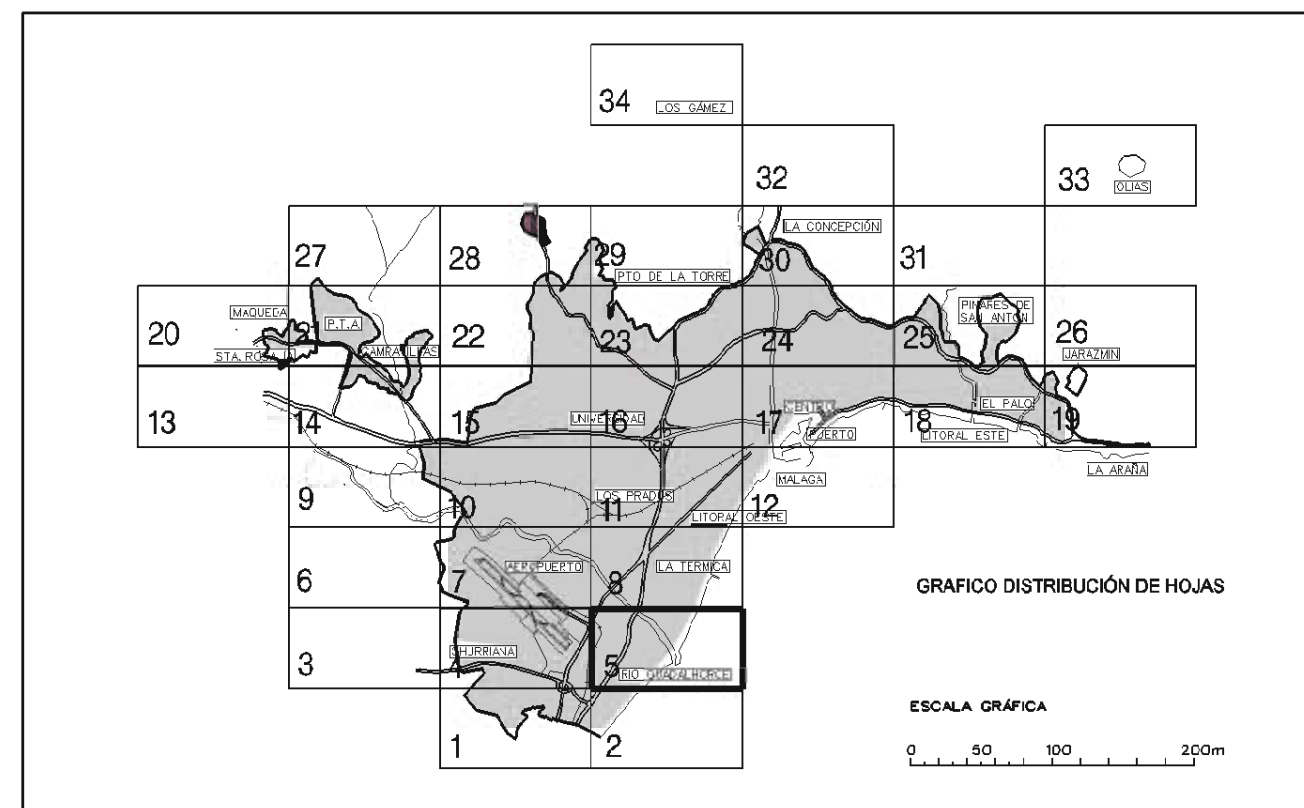 34 LOS GÁMEZ
32
33
OLIAS
LA CONCEPCIÓN
27
28
29
30
31
PTO DE LA TORRE
MAQUEDA
P.T.A.
PINARES DE
SAN ANTÓN
20
22
23
24
25
26
STA. ROSALIA
JARAZMIN
EL PALO
UNIVERSIDAD
CENTRO
13
14
15
16
17
18
19
PUERTO
LITORAL ESTE
LA ARAÑA
MALAGA
LOS PRADOS
9
10
11
12
LITORAL OESTE
AEROPUERTO
LA TERMICA
6
7
8
GRAFICO DISTRIBUCIÓN DE HOJAS
3
5
RIO GUADALHORCE
ESCALA GRÁFICA
0 50 100 200m
1
2